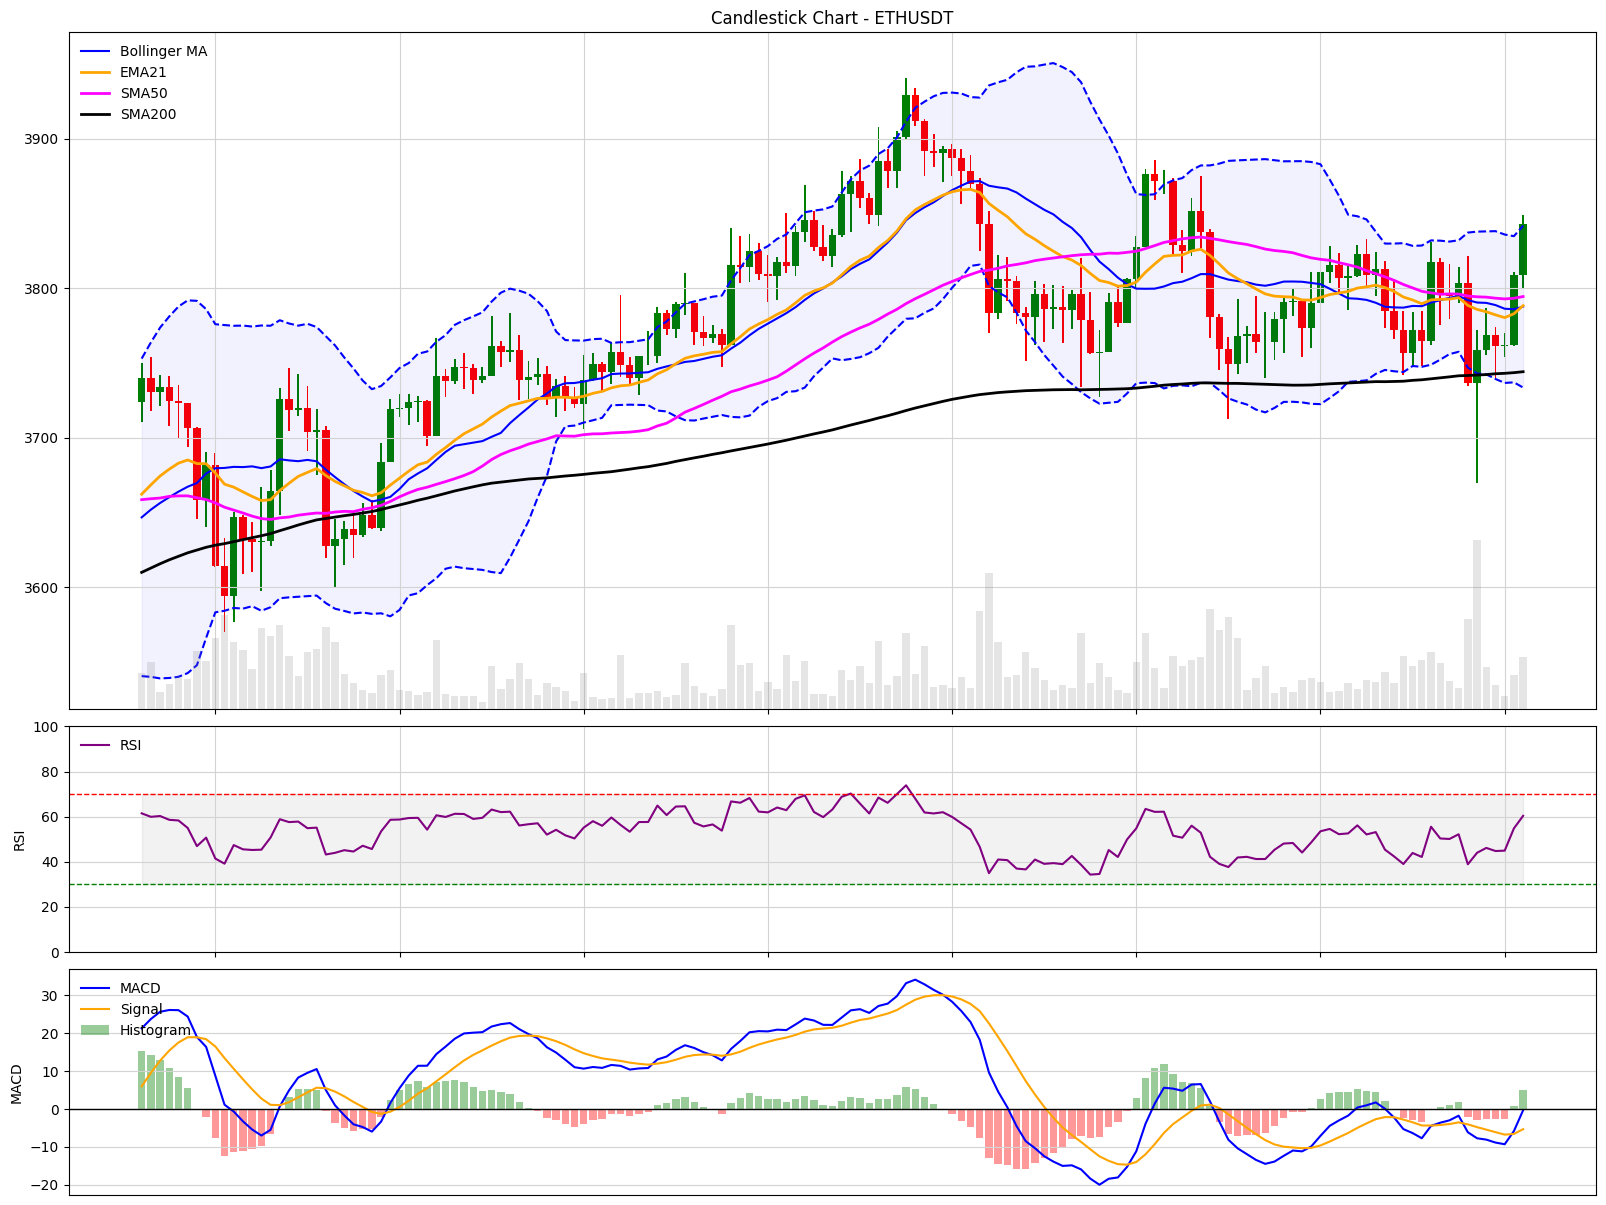 Candlestick Chart - ETHUSDT
Bollinger MA
EMA21
SMA50
SMA200
3900
3800
3700
3600
RSI
100
80
60
40
20
0
RSI
MACD
Signal
Histogram
30
20
10
0
−10
−20
MACD